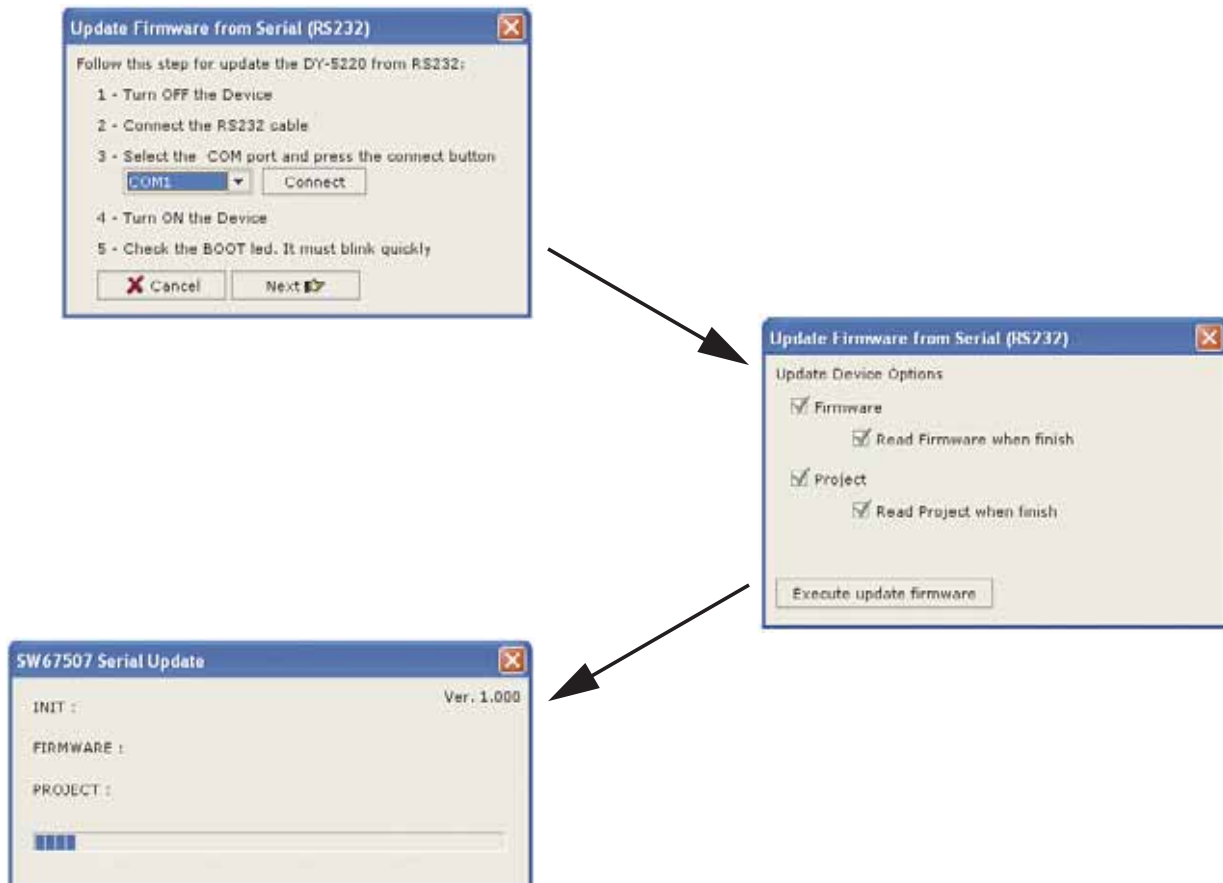 Update Firmware from Serial (RS232)
Follow this step for update the DY-5220 from RS232:
1 - Turn OFF the Device
2 - Connect the RS232 cable
3 - Select the COM port and press the connect button
COM1 Connect
4 - Turn ON the Device
5 - Check the BOOT led. It must blink quickly
Cancel Next
Update Firmware from Serial (RS232)
Update Device Options
Firmware
Read Firmware when finish
Project
Read Project when finish
Execute update firmware
SW67507 Serial Update
Ver. 1.000
INIT :
FIRMWARE :
PROJECT :